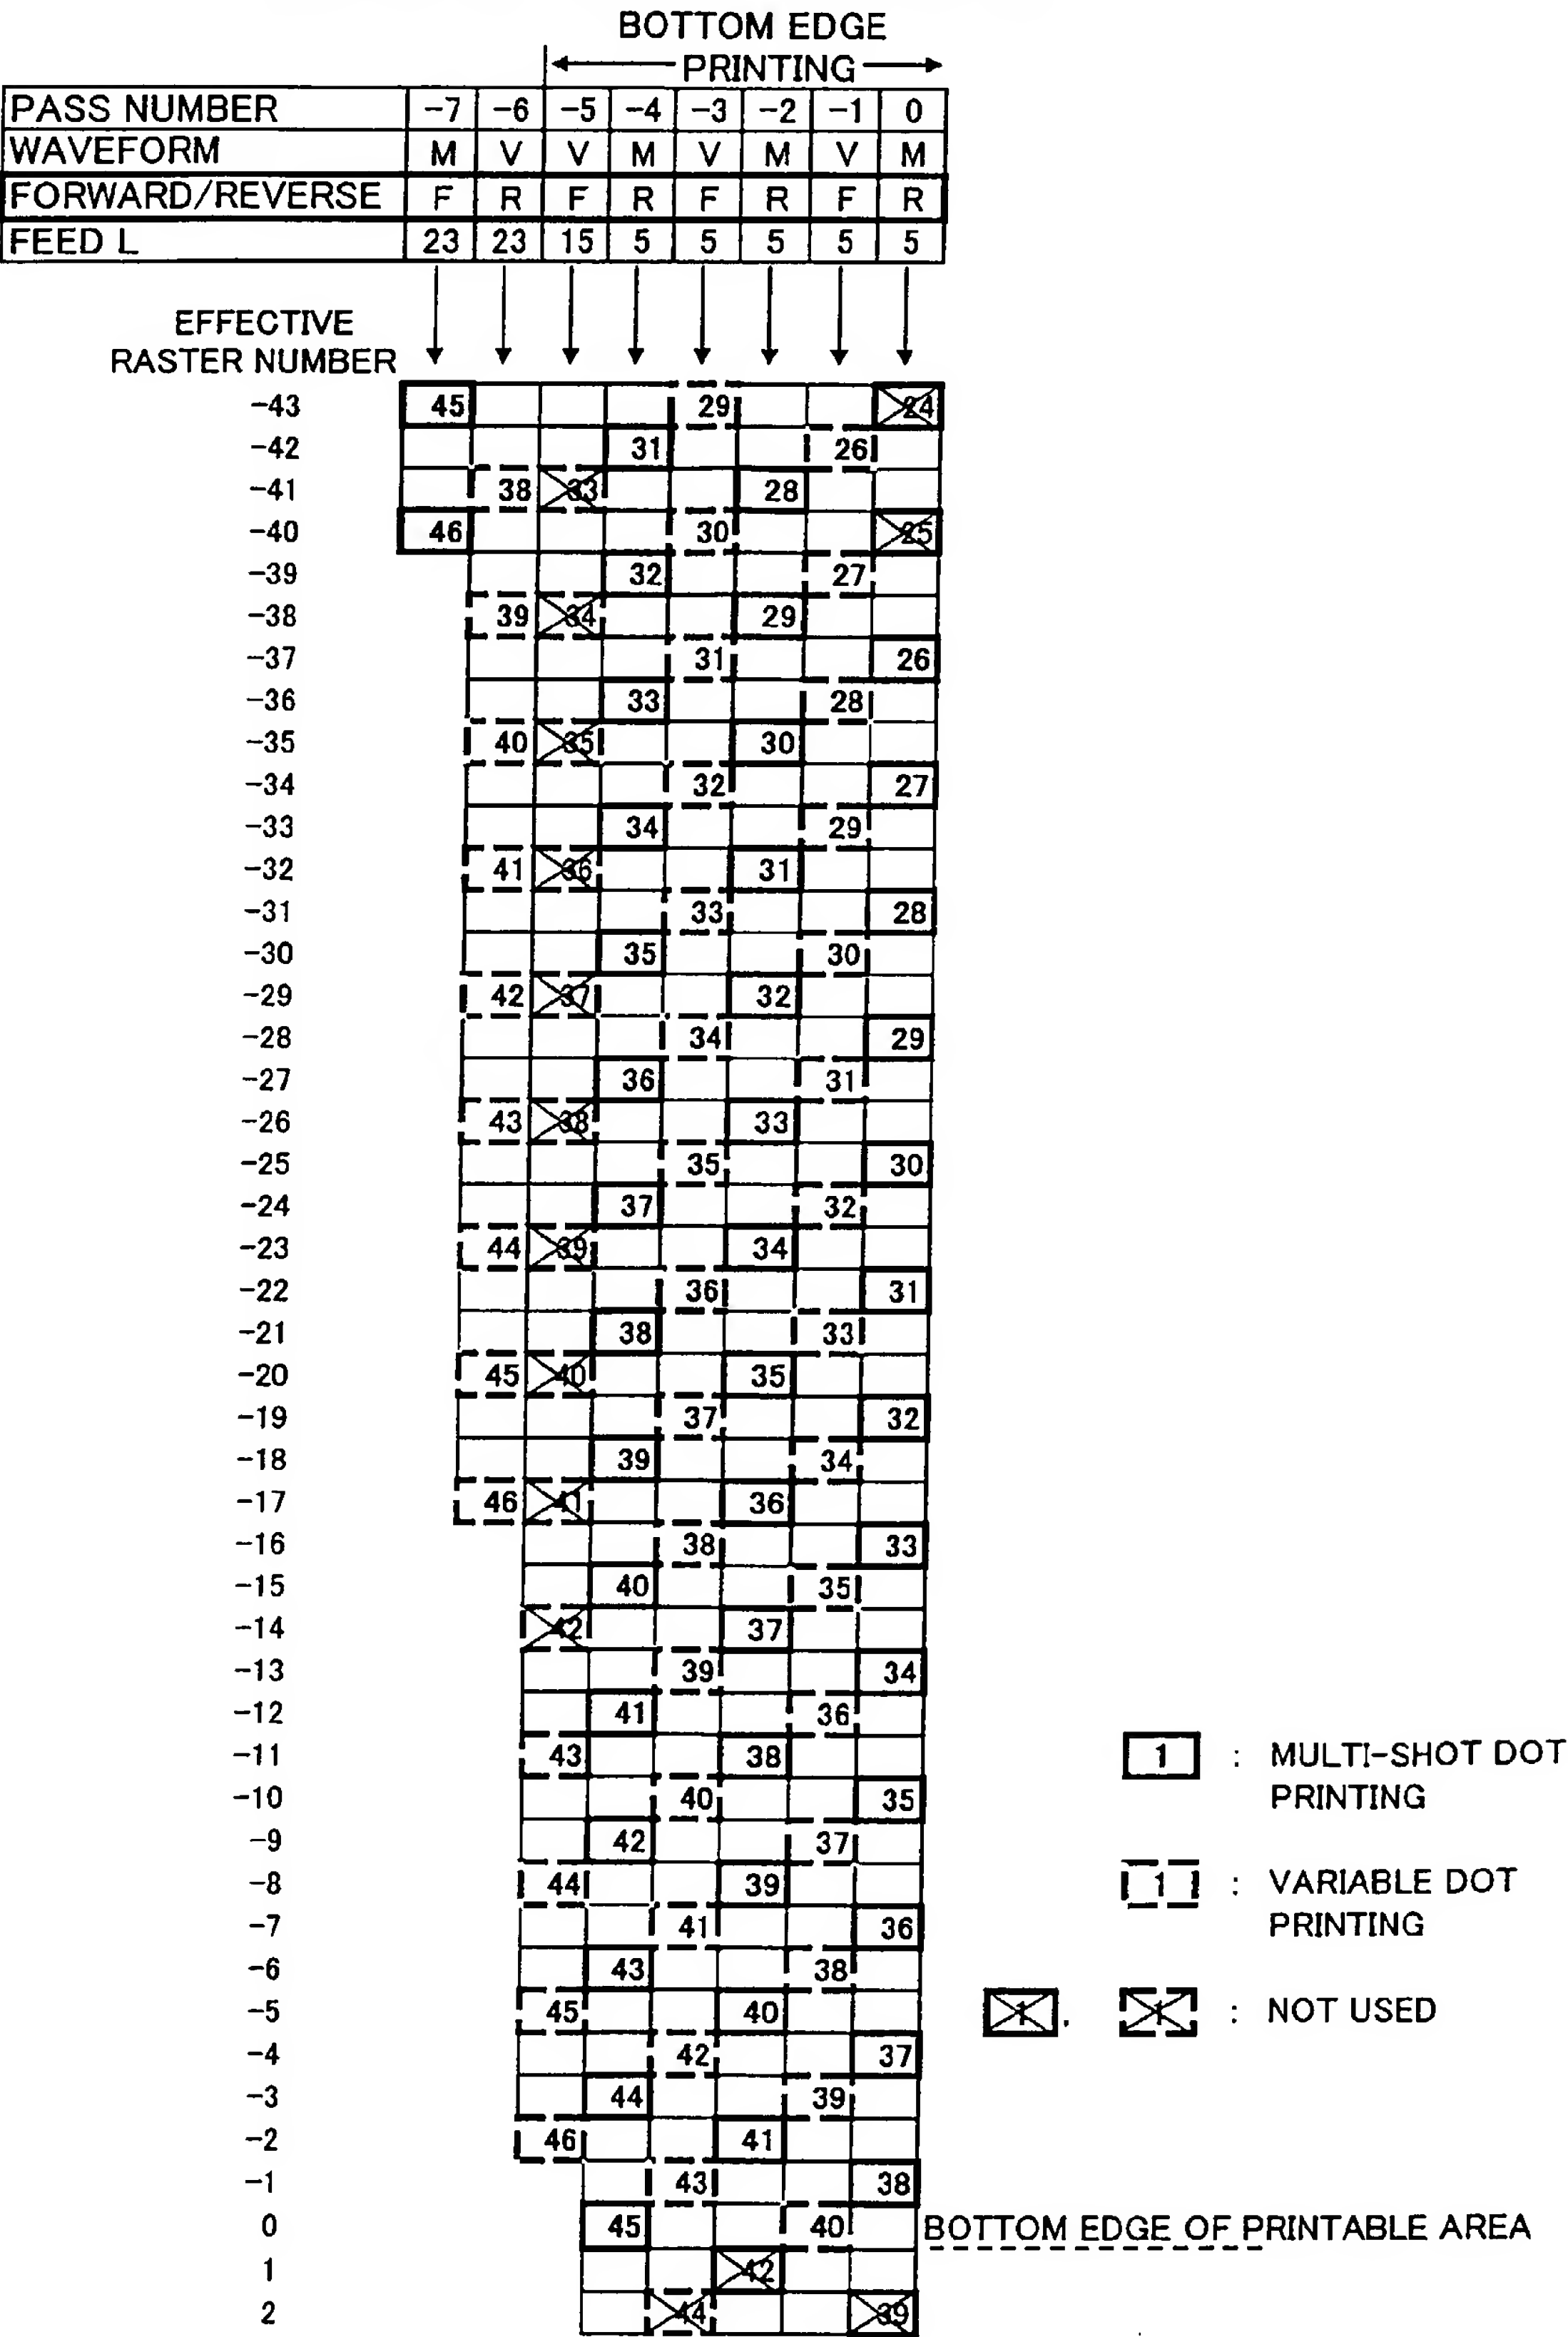 BOTTOM EDGE
PRINTING
PASS NUMBER −7 −6 −5 −4 −3 −2 −1 0
WAVEFORM M V V M V M V M
FORWARD/REVERSE F R F R F R F R
FEED L 23 23 15 5 5 5 5 5
EFFECTIVE
RASTER NUMBER
−43 45 29 24
−42 31 26
−41 38 33 28
−40 46 30 25
−39 32 27
−38 39 34 29
−37 31 26
−36 33 28
−35 40 35 30
−34 32 27
−33 34 29
−32 41 36 31
−31 33 28
−30 35 30
−29 42 37 32
−28 34 29
−27 36 31
−26 43 38 33
−25 35 30
−24 37 32
−23 44 39 34
−22 36 31
−21 38 33
−20 45 40 35
−19 37 32
−18 39 34
−17 46 41 36
−16 38 33
−15 40 35
−14 42 37
−13 39 34
−12 41 36
−11 43 38
−10 40 35
−9 42 37
−8 44 39
−7 41 36
−6 43 38
−5 45 40
−4 42 37
−3 44 39
−2 46 41
−1 43 38
0 45 40 BOTTOM EDGE OF PRINTABLE AREA
1 42
2 44 39
1 : MULTI-SHOT DOT
PRINTING
1 : VARIABLE DOT
PRINTING
1 , 1 : NOT USED